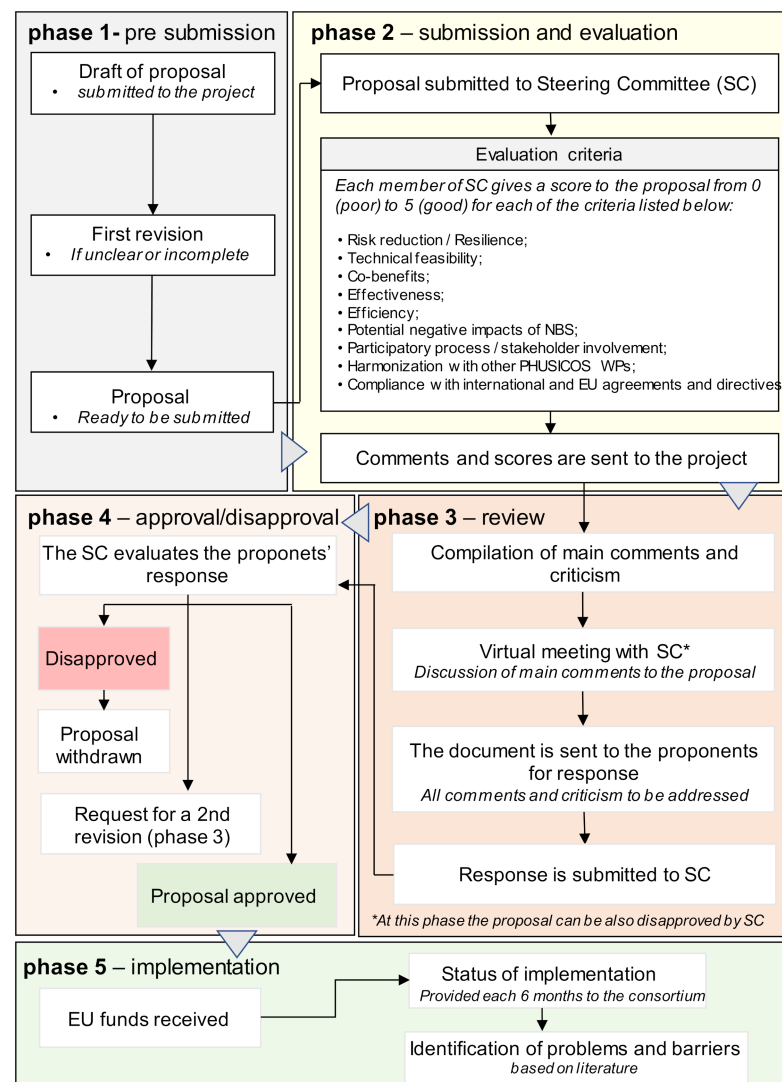 phase 1- pre submission
Draft of proposal
• submitted to the project
First revision
• If unclear or incomplete
Proposal
• Ready to be submitted
phase 2 – submission and evaluation
Proposal submitted to Steering Committee (SC)
Evaluation criteria
Each member of SC gives a score to the proposal from 0
(poor) to 5 (good) for each of the criteria listed below:
• Risk reduction / Resilience;
• Technical feasibility;
• Co-benefits;
• Effectiveness;
• Efficiency;
• Potential negative impacts of NBS;
• Participatory process / stakeholder involvement;
• Harmonization with other PHUSICOS WPs;
• Compliance with international and EU agreements and directives
Comments and scores are sent to the project
phase 3 – review
Compilation of main comments and
criticism
Virtual meeting with SC*
Discussion of main comments to the proposal
The document is sent to the proponents
for response
All comments and criticism to be addressed
Response is submitted to SC
*At this phase the proposal can be also disapproved by SC
phase 4 – approval/disapproval
The SC evaluates the proponets'
response
Disapproved
Proposal
withdrawn
Request for a 2nd
revision (phase 3)
Proposal approved
phase 5 – implementation
EU funds received
Status of implementation
Provided each 6 months to the consortium
Identification of problems and barriers
based on literature